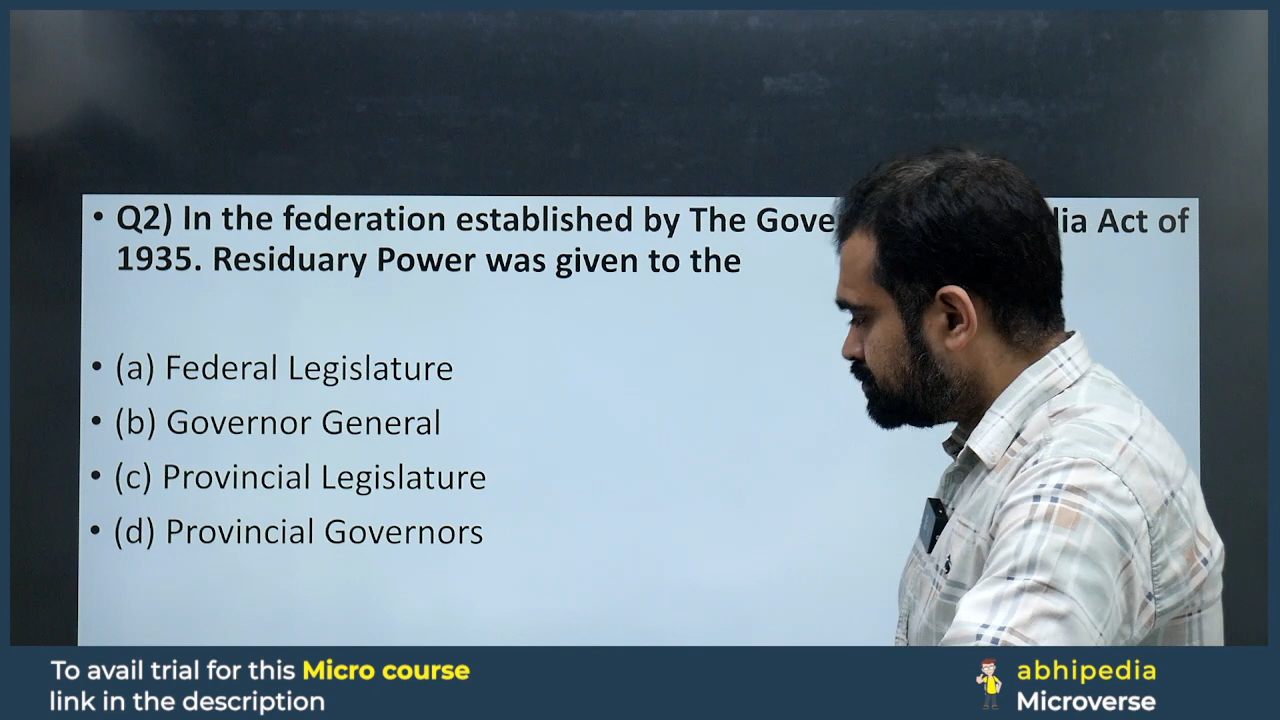 • Q2) In the federation established by The Gove dia Act of
1935. Residuary Power was given to the
• (a) Federal Legislature
• (b) Governor General
• (c) Provincial Legislature
• (d) Provincial Governors
To avail trial for this Micro course
link in the description
abhipedia
Microverse